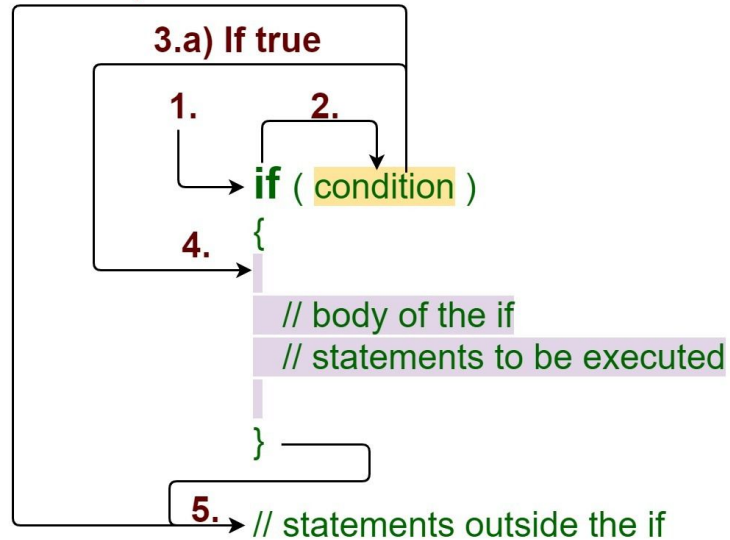 3.a) If true
1.
2.
if ( condition )
{
4.
// body of the if
// statements to be executed
}
5.
// statements outside the if